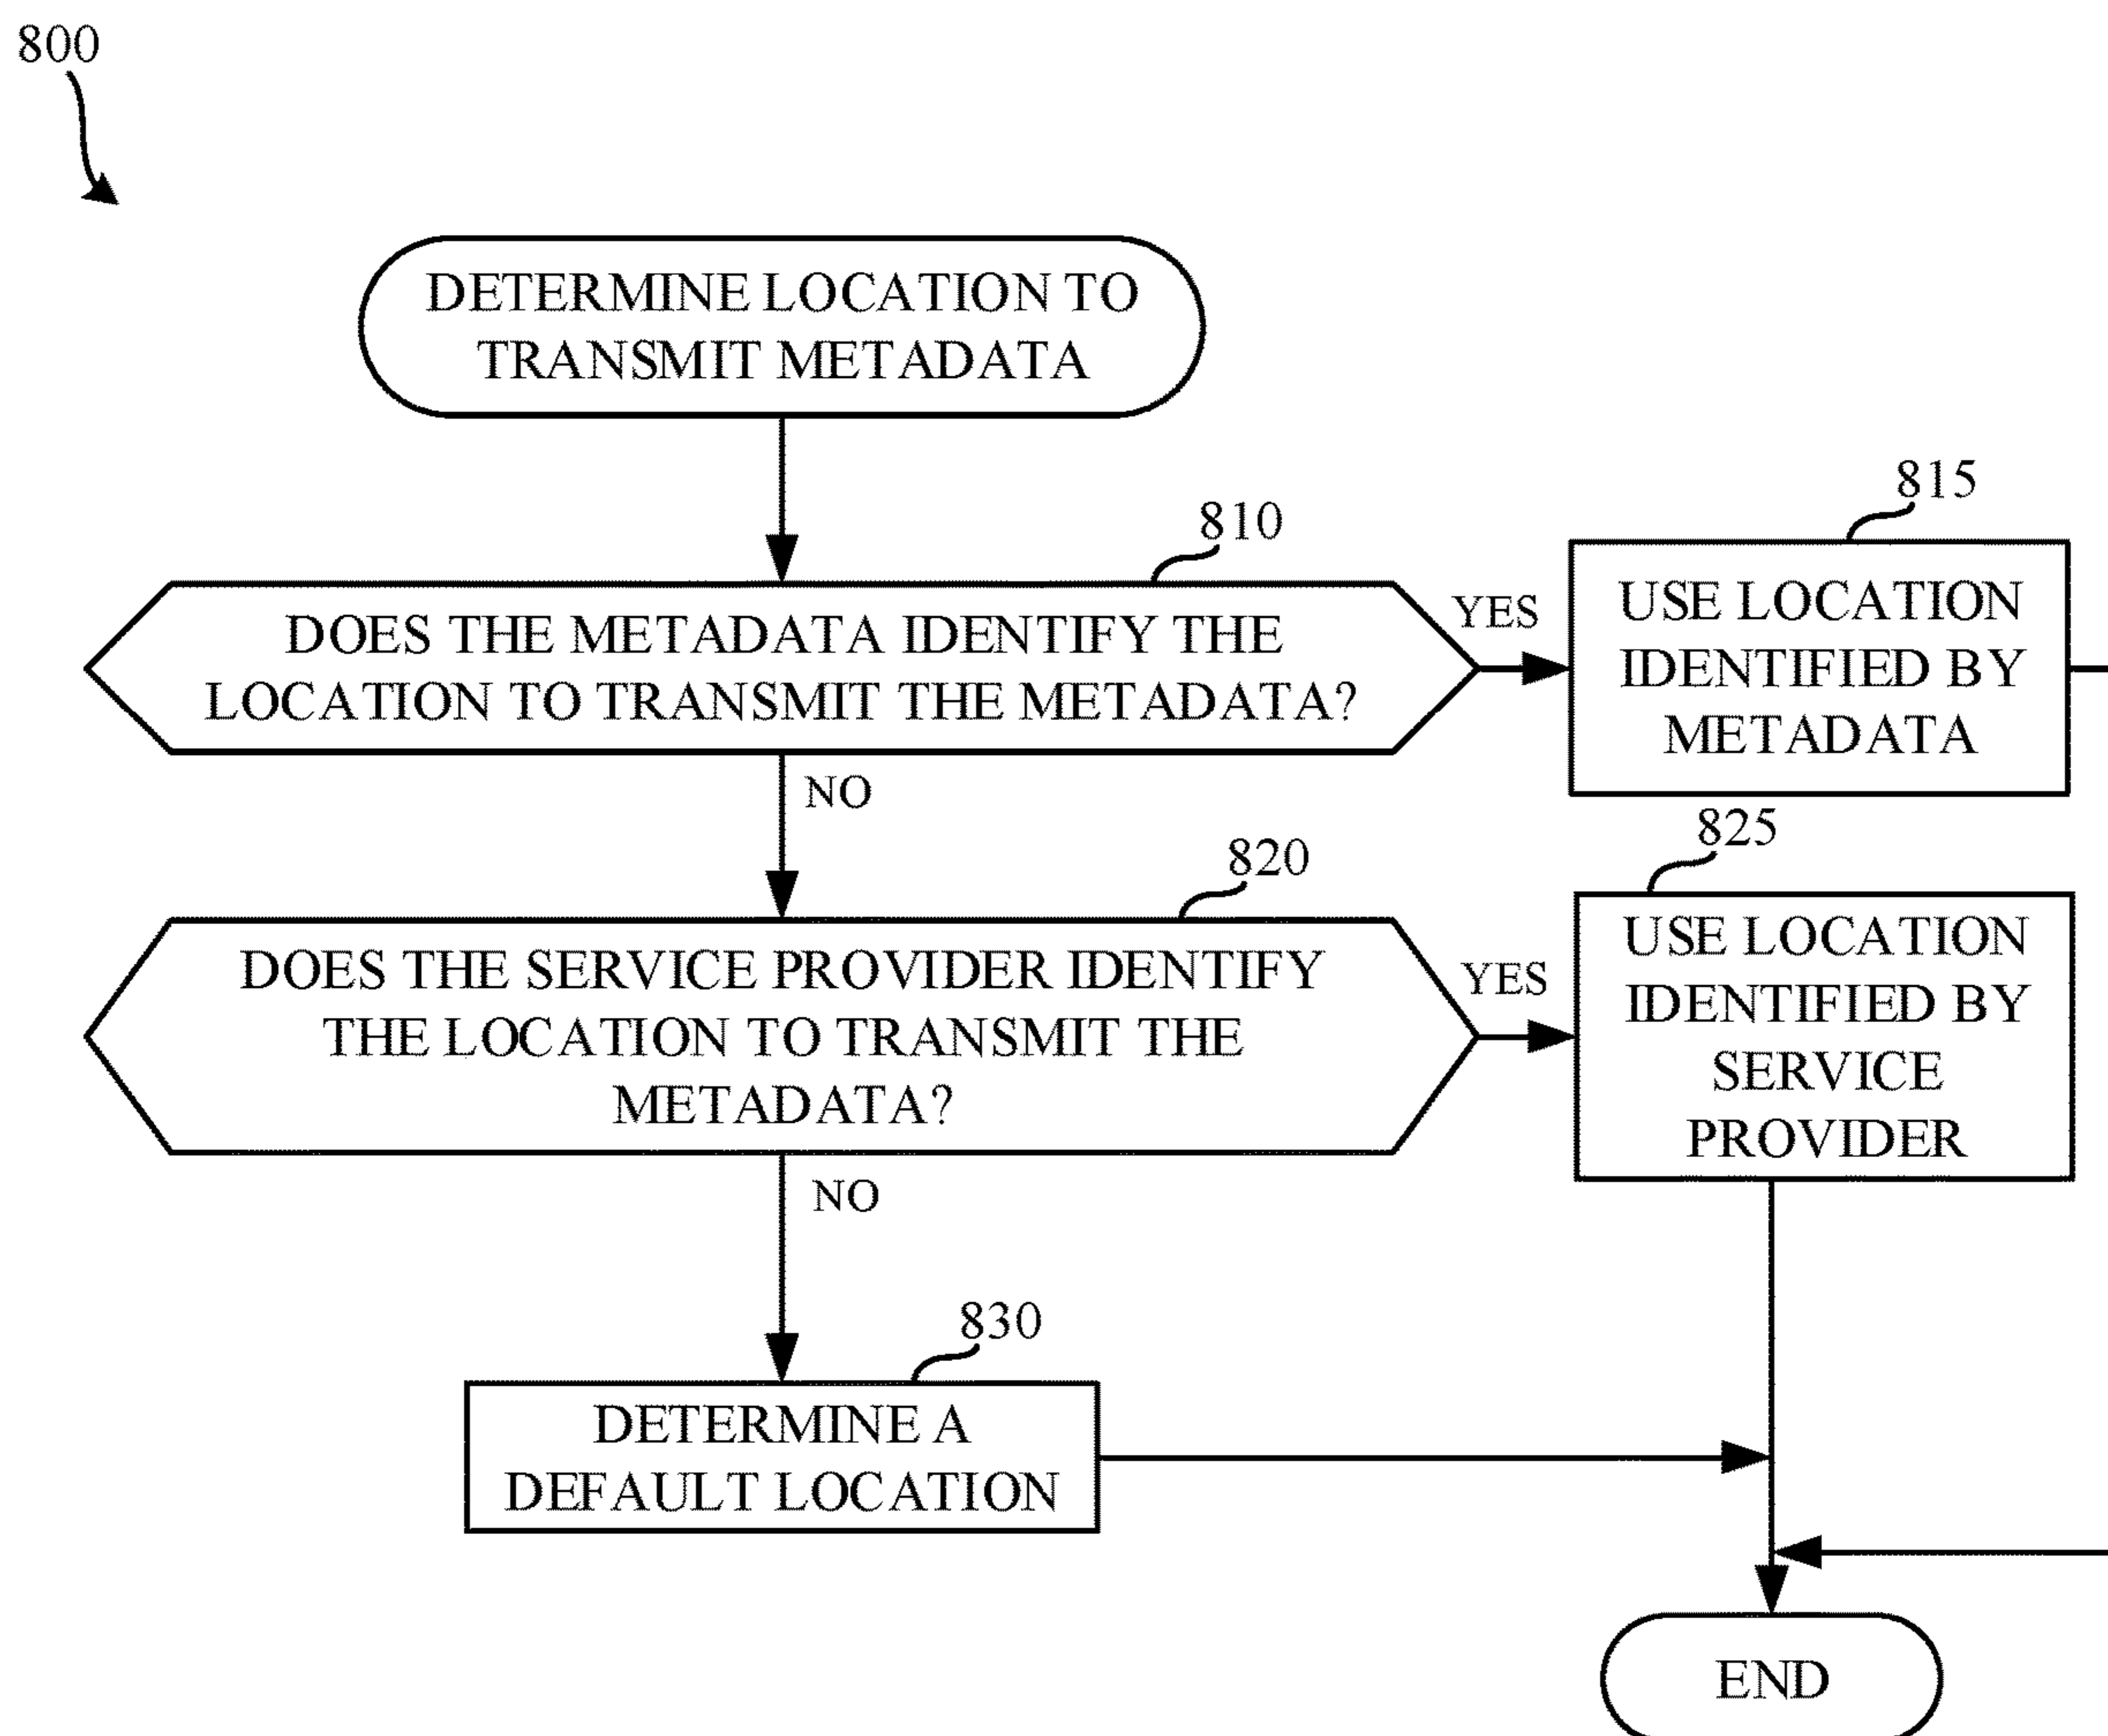 800
DETERMINE LOCATION TO
TRANSMIT METADATA
810
DOES THE METADATA IDENTIFY THE
LOCATION TO TRANSMIT THE METADATA?
YES
815
USE LOCATION
IDENTIFIED BY
METADATA
NO
820
DOES THE SERVICE PROVIDER IDENTIFY
THE LOCATION TO TRANSMIT THE
METADATA?
YES
825
USE LOCATION
IDENTIFIED BY
SERVICE
PROVIDER
NO
830
DETERMINE A
DEFAULT LOCATION
END